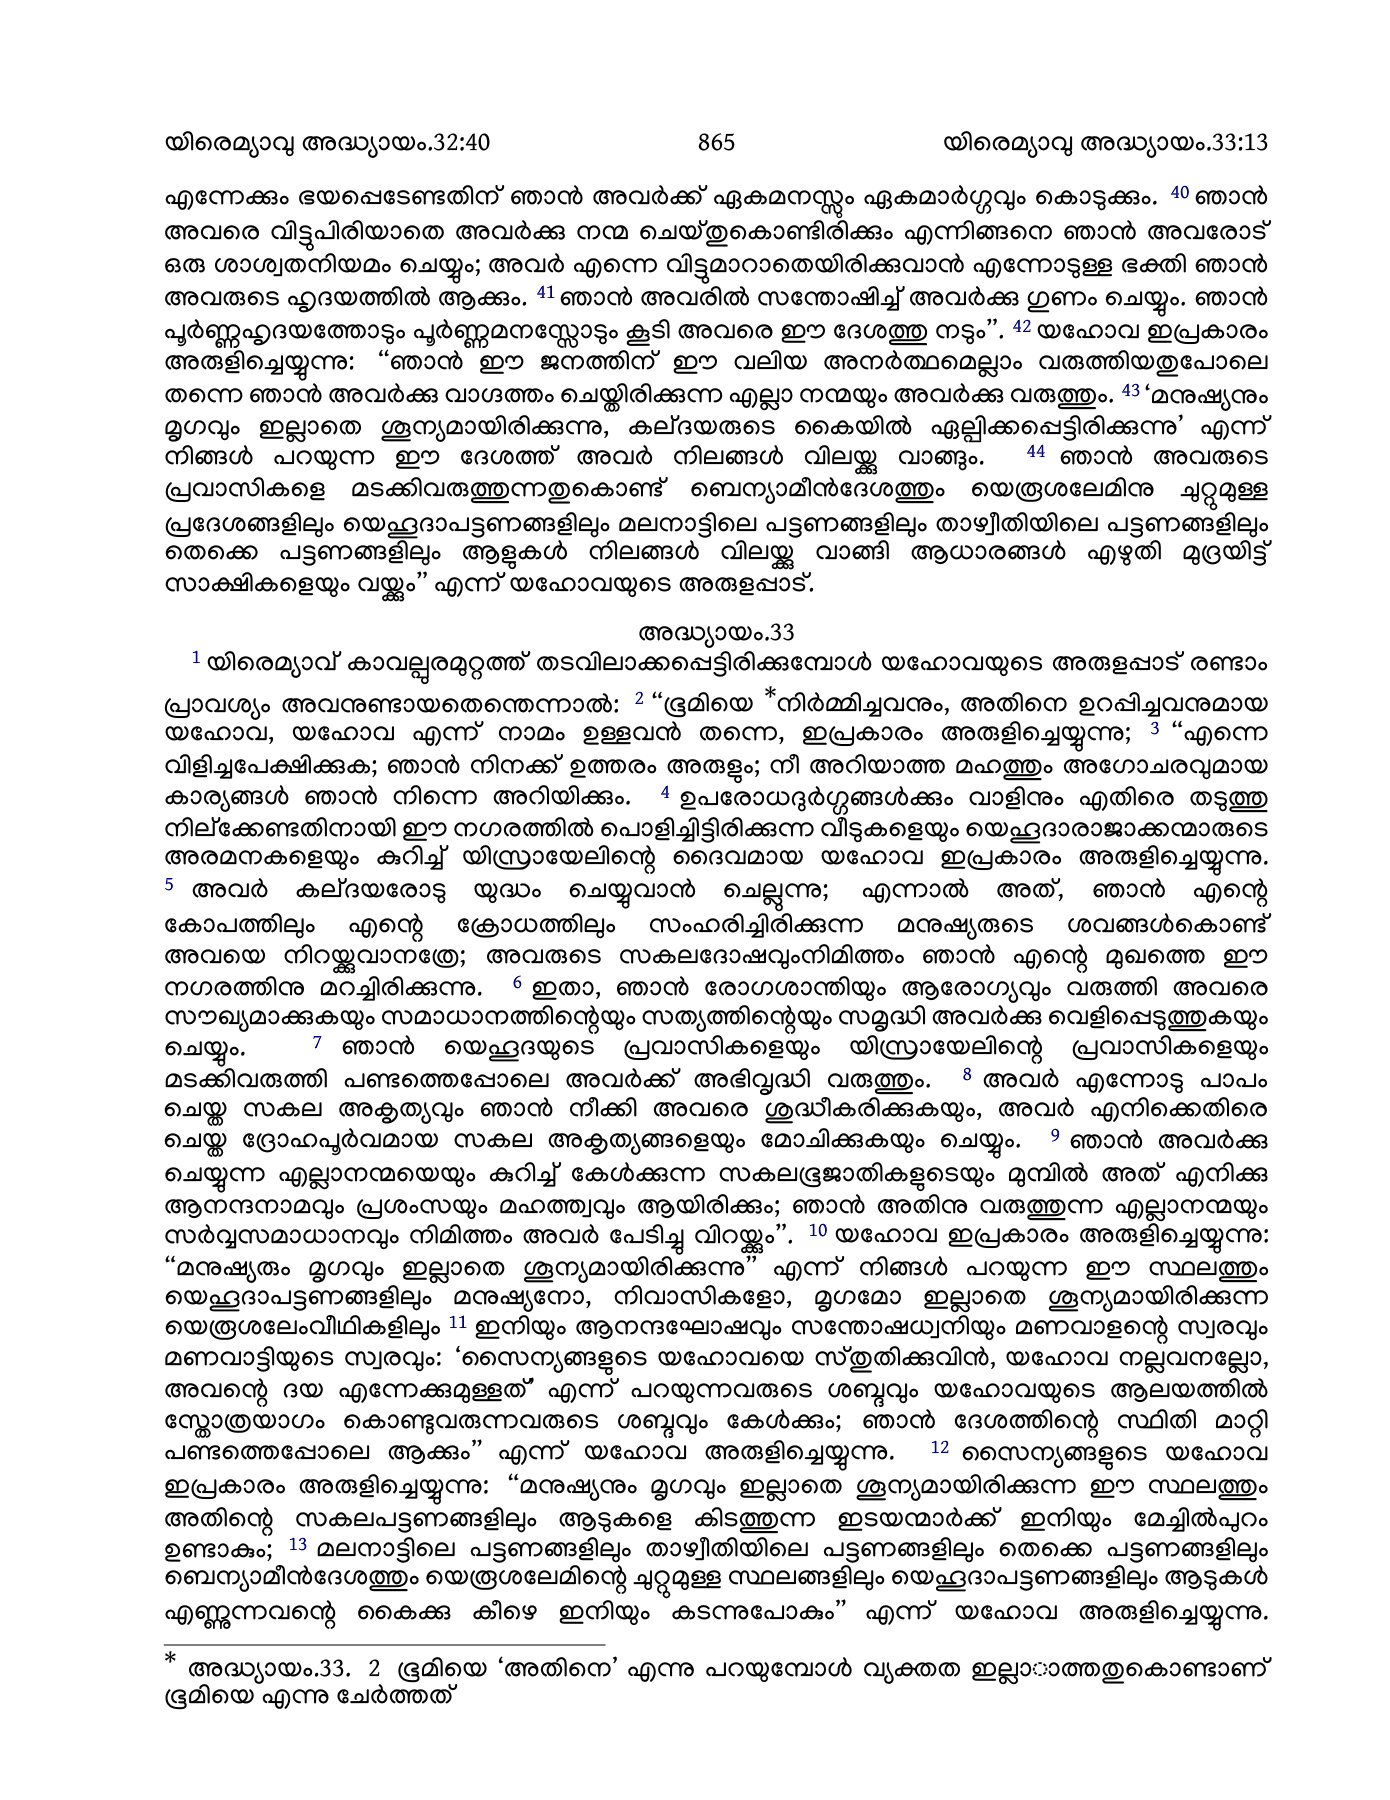 യിരെമ്യാവു അദ്ധ്യായം.32:40 865 യിരെമ്യാവു അദ്ധ്യായം.33:13
എന്നേക്കും ഭയപ്പെടേണ്ടതിന് ഞാൻ അവർക്ക് ഏകമനസ്സും ഏകമാർഗ്ഗവും കൊടുക്കും. 40 ഞാൻ
അവരെ വിട്ടുപിരിയാതെ അവർക്കു നന്മ ചെയ്തുകൊണ്ടിരിക്കും എന്നിങ്ങനെ ഞാൻ അവരോട്
ഒരു ശാശ്വതനിയമം ചെയ്യും; അവർ എന്നെ വിട്ടുമാറാതെയിരിക്കുവാൻ എന്നോടുള്ള ഭക്തി ഞാൻ
അവരുടെ ഹൃദയത്തിൽ ആക്കും. 41 ഞാൻ അവരിൽ സന്തോഷിച്ച് അവർക്കു ഗുണം ചെയ്യും. ഞാൻ
പൂർണ്ണഹൃദയത്തോടും പൂർണ്ണമനസ്സോടും കൂടി അവരെ ഈ ദേശത്തു നടും”. 42 യഹോവ ഇപ്രകാരം
അരുളിച്ചെയ്യുന്നു: “ഞാൻ ഈ ജനത്തിന് ഈ വലിയ അനർത്ഥമെല്ലാം വരുത്തിയതുപോലെ
തന്നെ ഞാൻ അവർക്കു വാഗ്ദത്തം ചെയ്തിരിക്കുന്ന എല്ലാ നന്മയും അവർക്കു വരുത്തും. 43 ‘മനുഷ്യനും
മൃഗവും ഇല്ലാതെ ശൂന്യമായിരിക്കുന്നു, കല്ദയരുടെ കൈയിൽ ഏല്പിക്കപ്പെട്ടിരിക്കുന്നു’ എന്ന്
നിങ്ങൾ പറയുന്ന ഈ ദേശത്ത് അവർ നിലങ്ങൾ വിലയ്ക്കു വാങ്ങും. 44 ഞാൻ അവരുടെ
പ്രവാസികളെ മടക്കിവരുത്തുന്നതുകൊണ്ട് ബെന്യാമീൻദേശത്തും യെരൂശലേമിനു ചുറ്റുമുള്ള
പ്രദേശങ്ങളിലും യെഹൂദാപട്ടണങ്ങളിലും മലനാട്ടിലെ പട്ടണങ്ങളിലും താഴ്വീതിയിലെ പട്ടണങ്ങളിലും
തെക്കെ പട്ടണങ്ങളിലും ആളുകൾ നിലങ്ങൾ വിലയ്ക്കു വാങ്ങി ആധാരങ്ങൾ എഴുതി മുദ്രയിട്ട്
സാക്ഷികളെയും വയ്ക്കും” എന്ന് യഹോവയുടെ അരുളപ്പാട്.
അദ്ധ്യായം.33
1 യിരെമ്യാവ് കാവല്പുരമുറ്റത്ത് തടവിലാക്കപ്പെട്ടിരിക്കുമ്പോൾ യഹോവയുടെ അരുളപ്പാട് രണ്ടാം
പ്രാവശ്യം അവനുണ്ടായതെന്തെന്നാൽ: 2 “ഭൂമിയെ *നിർമ്മിച്ചവനും, അതിനെ ഉറപ്പിച്ചവനുമായ
യഹോവ, യഹോവ എന്ന് നാമം ഉള്ളവൻ തന്നെ, ഇപ്രകാരം അരുളിച്ചെയ്യുന്നു; 3 “എന്നെ
വിളിച്ചപേക്ഷിക്കുക; ഞാൻ നിനക്ക് ഉത്തരം അരുളും; നീ അറിയാത്ത മഹത്തും അഗോചരവുമായ
കാര്യങ്ങൾ ഞാൻ നിന്നെ അറിയിക്കും. 4 ഉപരോധദുർഗ്ഗങ്ങൾക്കും വാളിനും എതിരെ തടുത്തു
നില്ക്കേണ്ടതിനായി ഈ നഗരത്തിൽ പൊളിച്ചിട്ടിരിക്കുന്ന വീടുകളെയും യെഹൂദാരാജാക്കന്മാരുടെ
അരമനകളെയും കുറിച്ച് യിസ്രായേലിന്റെ ദൈവമായ യഹോവ ഇപ്രകാരം അരുളിച്ചെയ്യുന്നു.
5 അവർ കല്ദയരോടു യുദ്ധം ചെയ്യുവാൻ ചെല്ലുന്നു; എന്നാൽ അത്, ഞാൻ എന്റെ
കോപത്തിലും എന്റെ ക്രോധത്തിലും സംഹരിച്ചിരിക്കുന്ന മനുഷ്യരുടെ ശവങ്ങൾകൊണ്ട്
അവയെ നിറയ്ക്കുവാനത്രേ; അവരുടെ സകലദോഷവുംനിമിത്തം ഞാൻ എന്റെ മുഖത്തെ ഈ
നഗരത്തിനു മറച്ചിരിക്കുന്നു. 6 ഇതാ, ഞാൻ രോഗശാന്തിയും ആരോഗ്യവും വരുത്തി അവരെ
സൗഖ്യമാക്കുകയും സമാധാനത്തിന്റെയും സത്യത്തിന്റെയും സമൃദ്ധി അവർക്കു വെളിപ്പെടുത്തുകയും
ചെയ്യും. 7 ഞാൻ യെഹൂദയുടെ പ്രവാസികളെയും യിസ്രായേലിന്റെ പ്രവാസികളെയും
മടക്കിവരുത്തി പണ്ടത്തെപ്പോലെ അവർക്ക് അഭിവൃദ്ധി വരുത്തും. 8 അവർ എന്നോടു പാപം
ചെയ്ത സകല അകൃത്യവും ഞാൻ നീക്കി അവരെ ശുദ്ധീകരിക്കുകയും, അവർ എനിക്കെതിരെ
ചെയ്ത ദ്രോഹപൂർവമായ സകല അകൃത്യങ്ങളെയും മോചിക്കുകയും ചെയ്യും. 9 ഞാൻ അവർക്കു
ചെയ്യുന്ന എല്ലാനന്മയെയും കുറിച്ച് കേൾക്കുന്ന സകലഭൂജാതികളുടെയും മുമ്പിൽ അത് എനിക്കു
ആനന്ദനാമവും പ്രശംസയും മഹത്ത്വവും ആയിരിക്കും; ഞാൻ അതിനു വരുത്തുന്ന എല്ലാനന്മയും
സർവ്വസമാധാനവും നിമിത്തം അവർ പേടിച്ചു വിറയ്ക്കും”. 10 യഹോവ ഇപ്രകാരം അരുളിച്ചെയ്യുന്നു:
“മനുഷ്യരും മൃഗവും ഇല്ലാതെ ശൂന്യമായിരിക്കുന്നു” എന്ന് നിങ്ങൾ പറയുന്ന ഈ സ്ഥലത്തും
യെഹൂദാപട്ടണങ്ങളിലും മനുഷ്യനോ, നിവാസികളോ, മൃഗമോ ഇല്ലാതെ ശൂന്യമായിരിക്കുന്ന
യെരൂശലേംവീഥികളിലും 11 ഇനിയും ആനന്ദഘോഷവും സന്തോഷധ്വനിയും മണവാളന്റെ സ്വരവും
മണവാട്ടിയുടെ സ്വരവും: ‘സൈന്യങ്ങളുടെ യഹോവയെ സ്തുതിക്കുവിൻ, യഹോവ നല്ലവനല്ലോ,
അവന്റെ ദയ എന്നേക്കുമുള്ളത്’ എന്ന് പറയുന്നവരുടെ ശബ്ദവും യഹോവയുടെ ആലയത്തിൽ
സ്തോത്രയാഗം കൊണ്ടുവരുന്നവരുടെ ശബ്ദവും കേൾക്കും; ഞാൻ ദേശത്തിന്റെ സ്ഥിതി മാറ്റി
പണ്ടത്തെപ്പോലെ ആക്കും” എന്ന് യഹോവ അരുളിച്ചെയ്യുന്നു. 12 സൈന്യങ്ങളുടെ യഹോവ
ഇപ്രകാരം അരുളിച്ചെയ്യുന്നു: “മനുഷ്യനും മൃഗവും ഇല്ലാതെ ശൂന്യമായിരിക്കുന്ന ഈ സ്ഥലത്തും
അതിന്റെ സകലപട്ടണങ്ങളിലും ആടുകളെ കിടത്തുന്ന ഇടയന്മാർക്ക് ഇനിയും മേച്ചിൽപുറം
ഉണ്ടാകും; 13 മലനാട്ടിലെ പട്ടണങ്ങളിലും താഴ്വീതിയിലെ പട്ടണങ്ങളിലും തെക്കെ പട്ടണങ്ങളിലും
ബെന്യാമീൻദേശത്തും യെരൂശലേമിന്റെ ചുറ്റുമുള്ള സ്ഥലങ്ങളിലും യെഹൂദാപട്ടണങ്ങളിലും ആടുകൾ
എണ്ണുന്നവന്റെ കൈക്കു കീഴെ ഇനിയും കടന്നുപോകും” എന്ന് യഹോവ അരുളിച്ചെയ്യുന്നു.
* അദ്ധ്യായം.33. 2 ഭൂമിയെ ‘അതിനെ’ എന്നു പറയുമ്പോൾ വ്യക്തത ഇല്ലാാത്തതുകൊണ്ടാണ്
ഭൂമിയെ എന്നു ചേർത്തത്